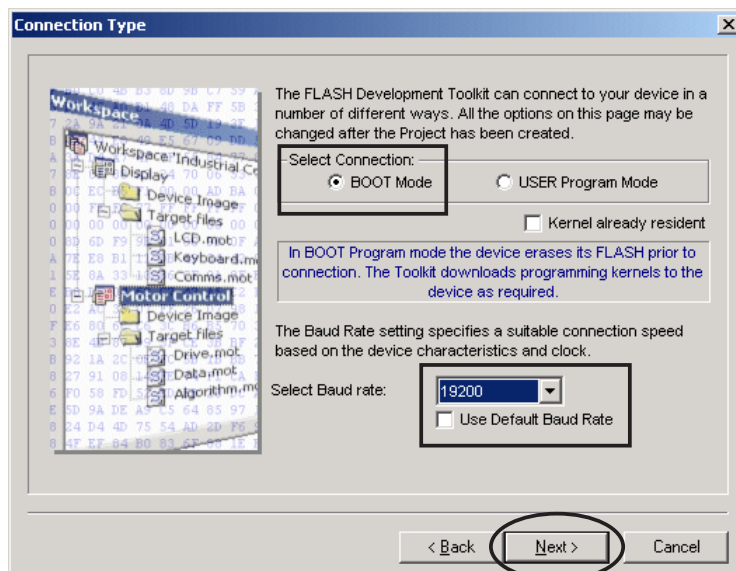 Connection Type
Workspace
Workspace 'Industrial Co
Display
Device Image
Target files
LCD.mot
Keyboard.m
Comms.mot
Motor Control
Device Image
Target files
Drive.mot
Data.mot
Algorithm.mo
The FLASH Development Toolkit can connect to your device in a
number of different ways. All the options on this page may be
changed after the Project has been created.
Select Connection:
BOOT Mode
USER Program Mode
Kernel already resident
In BOOT Program mode the device erases its FLASH prior to
connection. The Toolkit downloads programming kernels to the
device as required.
The Baud Rate setting specifies a suitable connection speed
based on the device characteristics and clock.
Select Baud rate:
19200
Use Default Baud Rate
< Back
Next >
Cancel